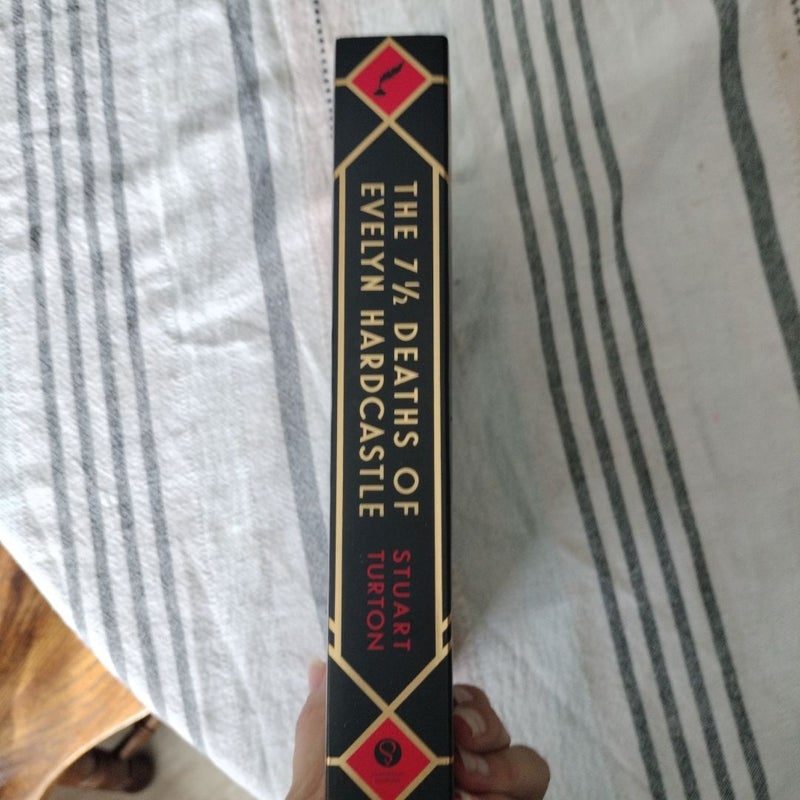 THE 7½ DEATHS OF
EVELYN HARDCASTLE
STUART
TURTON